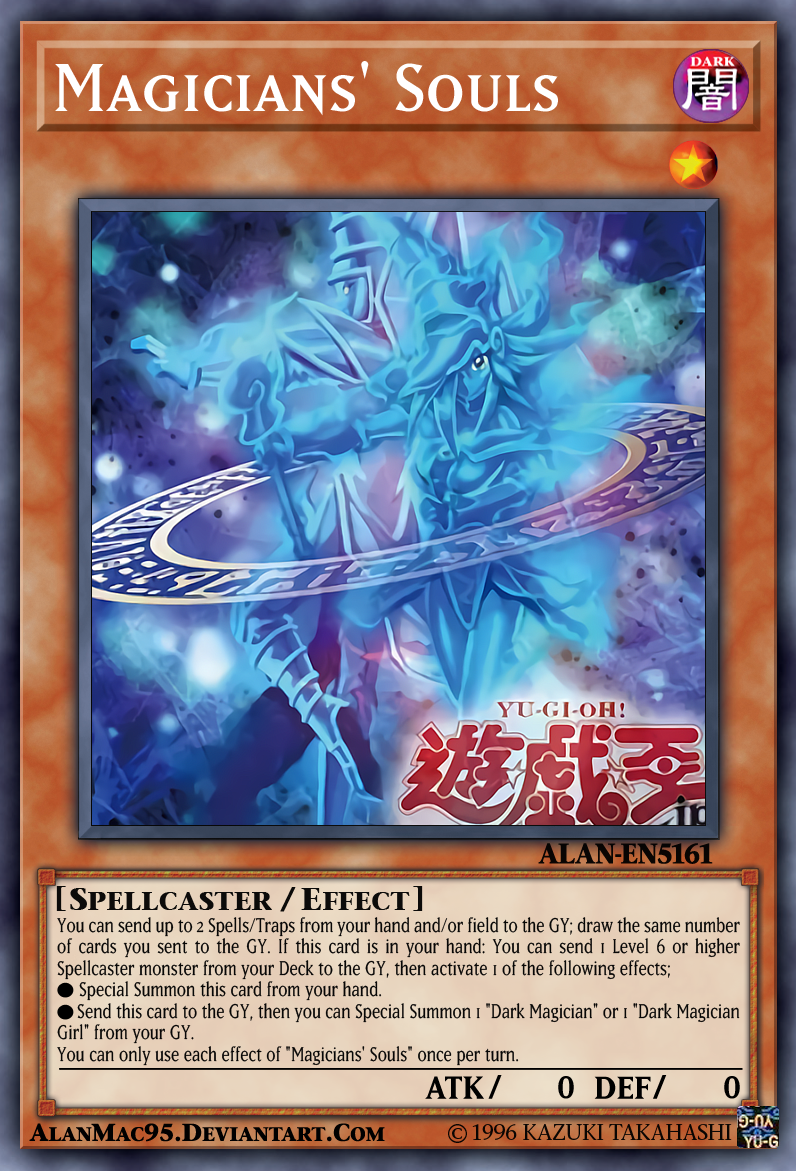 Magicians' Souls
DARK
闇
YU-GI-OH!
遊戯王
ALAN-EN5161
[Spellcaster / Effect]
You can send up to 2 Spells/Traps from your hand and/or field to the GY; draw the same number
of cards you sent to the GY. If this card is in your hand: You can send 1 Level 6 or higher
Spellcaster monster from your Deck to the GY, then activate 1 of the following effects;
● Special Summon this card from your hand.
● Send this card to the GY, then you can Special Summon 1 "Dark Magician" or 1 "Dark Magician
Girl" from your GY.
You can only use each effect of "Magicians' Souls" once per turn.
ATK/ 0 DEF/ 0
AlanMac95.Deviantart.Com
© 1996 KAZUKI TAKAHASHI